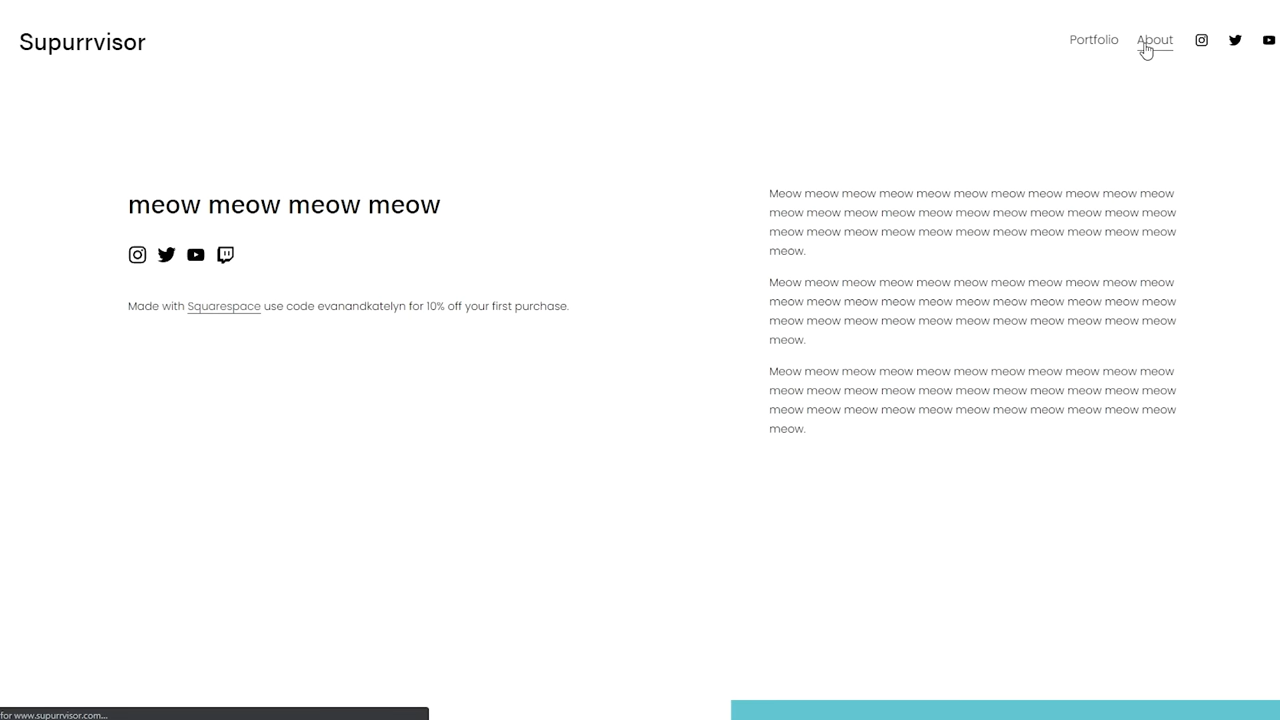 Supurrvisor
Portfolio About
meow meow meow meow
Made with Squarespace use code evanandkatelyn for 10% off your first purchase.
Meow meow meow meow meow meow meow meow meow meow meow
meow meow meow meow meow meow meow meow meow meow meow
meow meow meow meow meow meow meow meow meow meow meow
meow.
Meow meow meow meow meow meow meow meow meow meow meow
meow meow meow meow meow meow meow meow meow meow meow
meow meow meow meow meow meow meow meow meow meow meow
meow.
Meow meow meow meow meow meow meow meow meow meow meow
meow meow meow meow meow meow meow meow meow meow meow
meow meow meow meow meow meow meow meow meow meow meow
meow.
for www.supurrvisor.com...